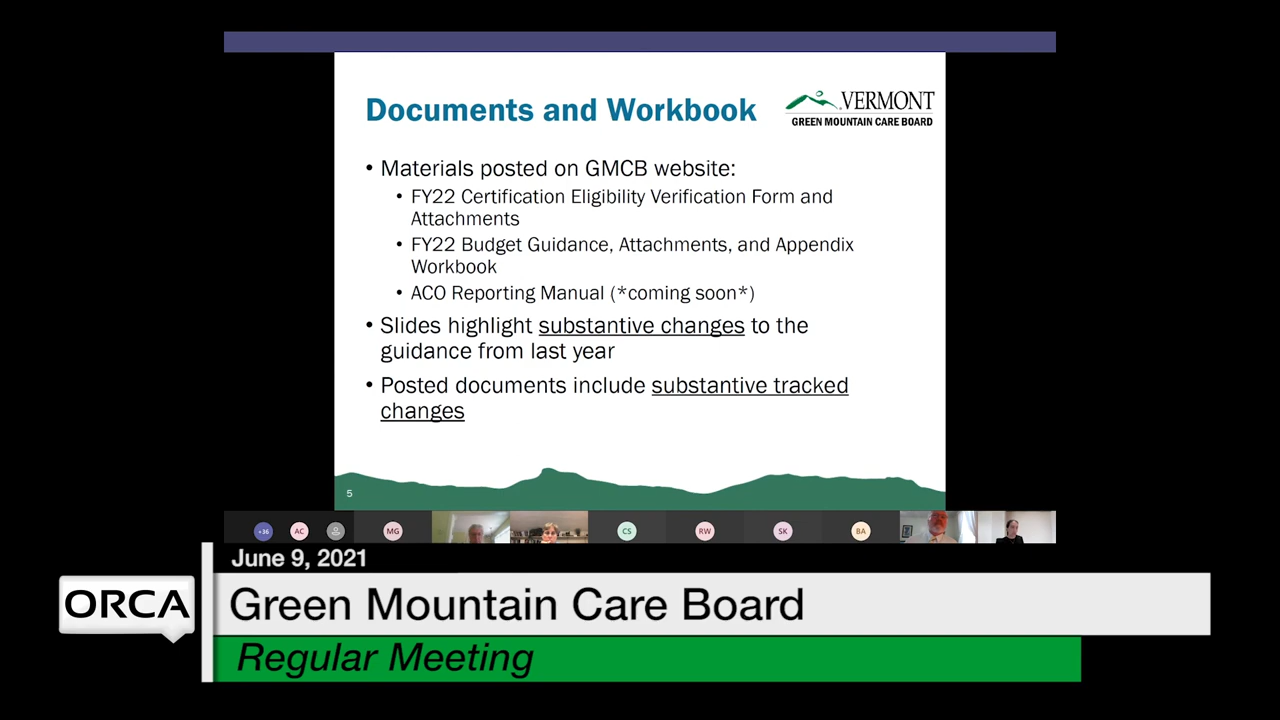 Documents and Workbook
VERMONT
GREEN MOUNTAIN CARE BOARD
• Materials posted on GMCB website:
• FY22 Certification Eligibility Verification Form and
Attachments
• FY22 Budget Guidance, Attachments, and Appendix
Workbook
• ACO Reporting Manual (*coming soon*)
• Slides highlight substantive changes to the
guidance from last year
• Posted documents include substantive tracked
changes
5
+36
AC
MG
CS
RW
SK
BA
June 9, 2021
ORCA
Green Mountain Care Board
Regular Meeting